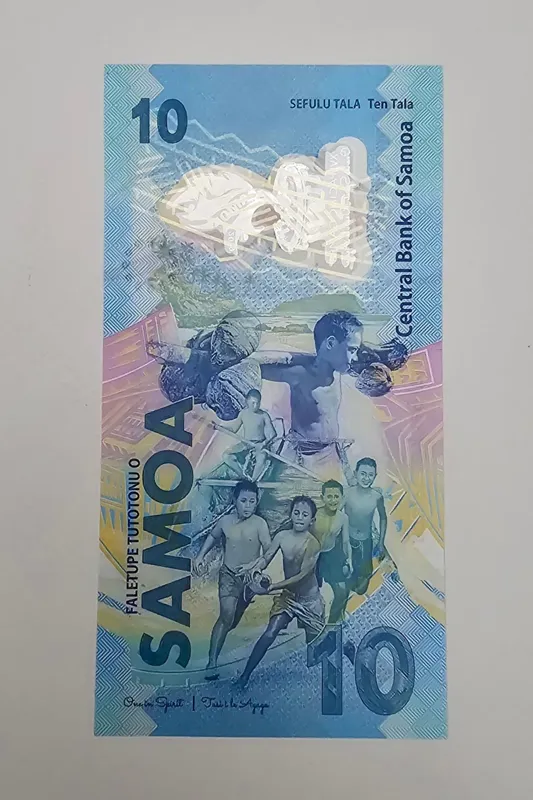 10
SEFULU TALA Ten Tala
Central Bank of Samoa
FALETUPE TUTOTONU O
SAMOA
10
One in Spirit | Tasi i le Agaga